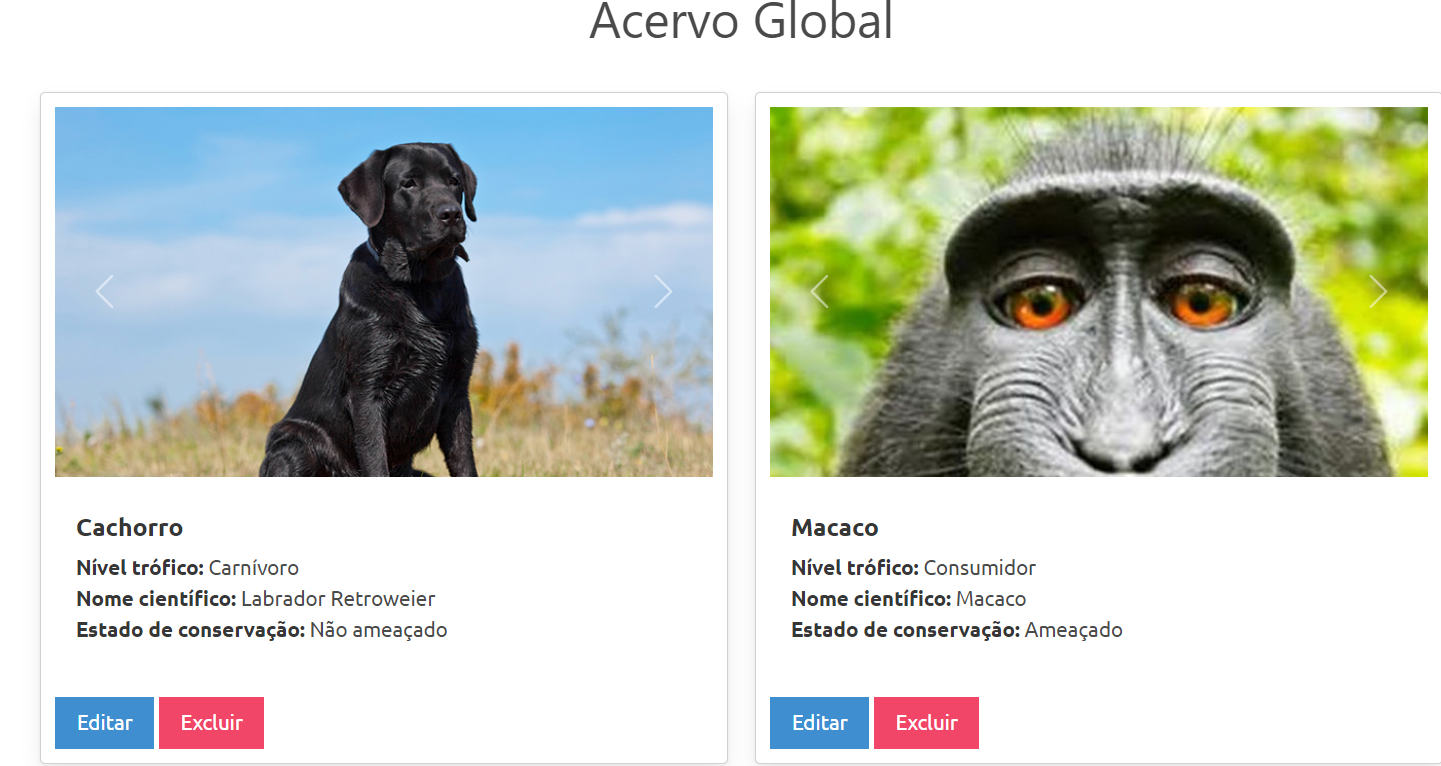 Acervo Global
Cachorro
Nível trófico: Carnívoro
Nome científico: Labrador Retroweier
Estado de conservação: Não ameaçado
Editar Excluir
Macaco
Nível trófico: Consumidor
Nome científico: Macaco
Estado de conservação: Ameaçado
Editar Excluir